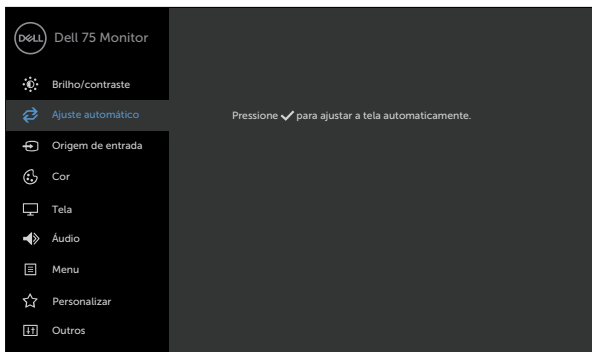 DELL Dell 75 Monitor
Brilho/contraste
Ajuste automático
Pressione ✓ para ajustar a tela automaticamente.
Origem de entrada
Cor
Tela
Áudio
Menu
Personalizar
Outros